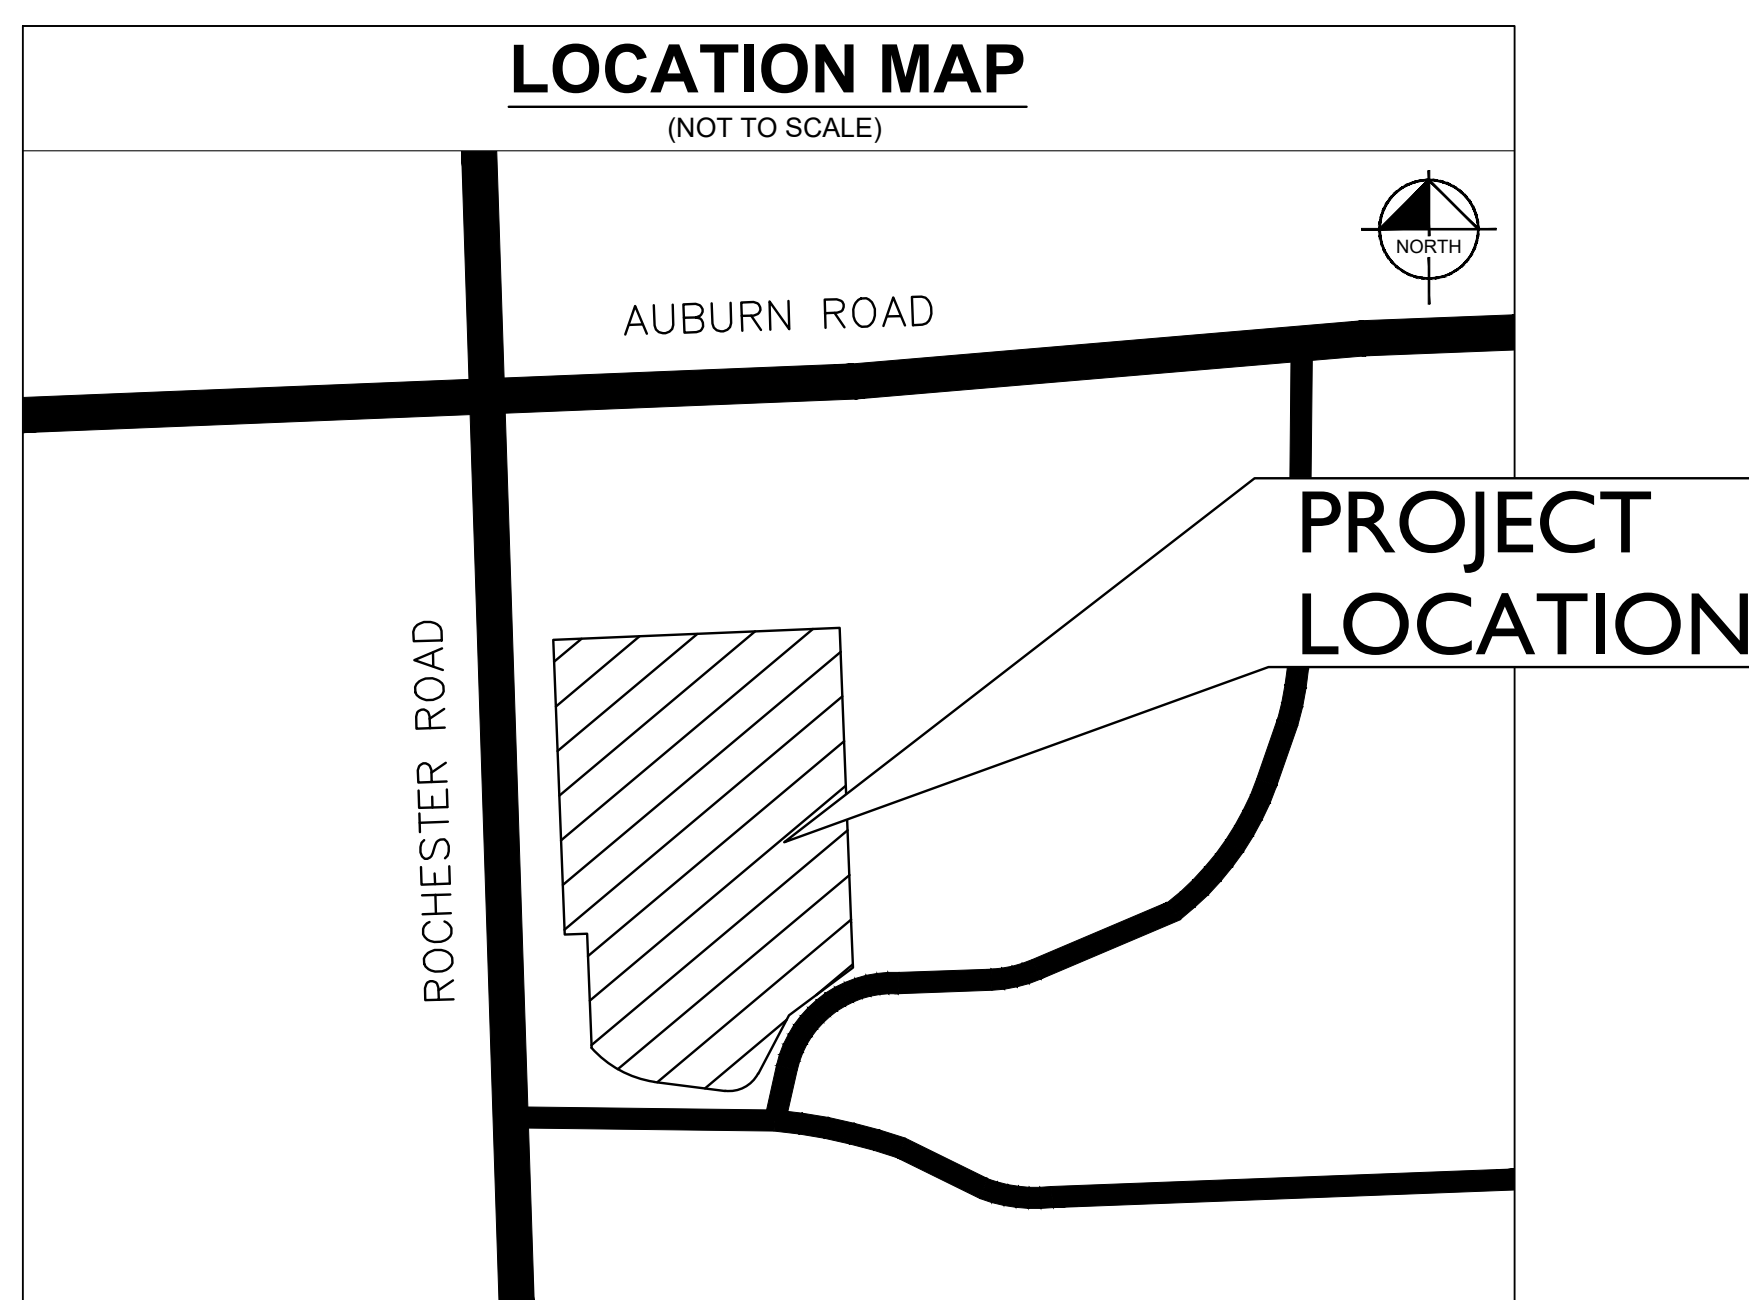 LOCATION MAP
(NOT TO SCALE)
NORTH
AUBURN ROAD
PROJECT
LOCATION
ROCHESTER ROAD